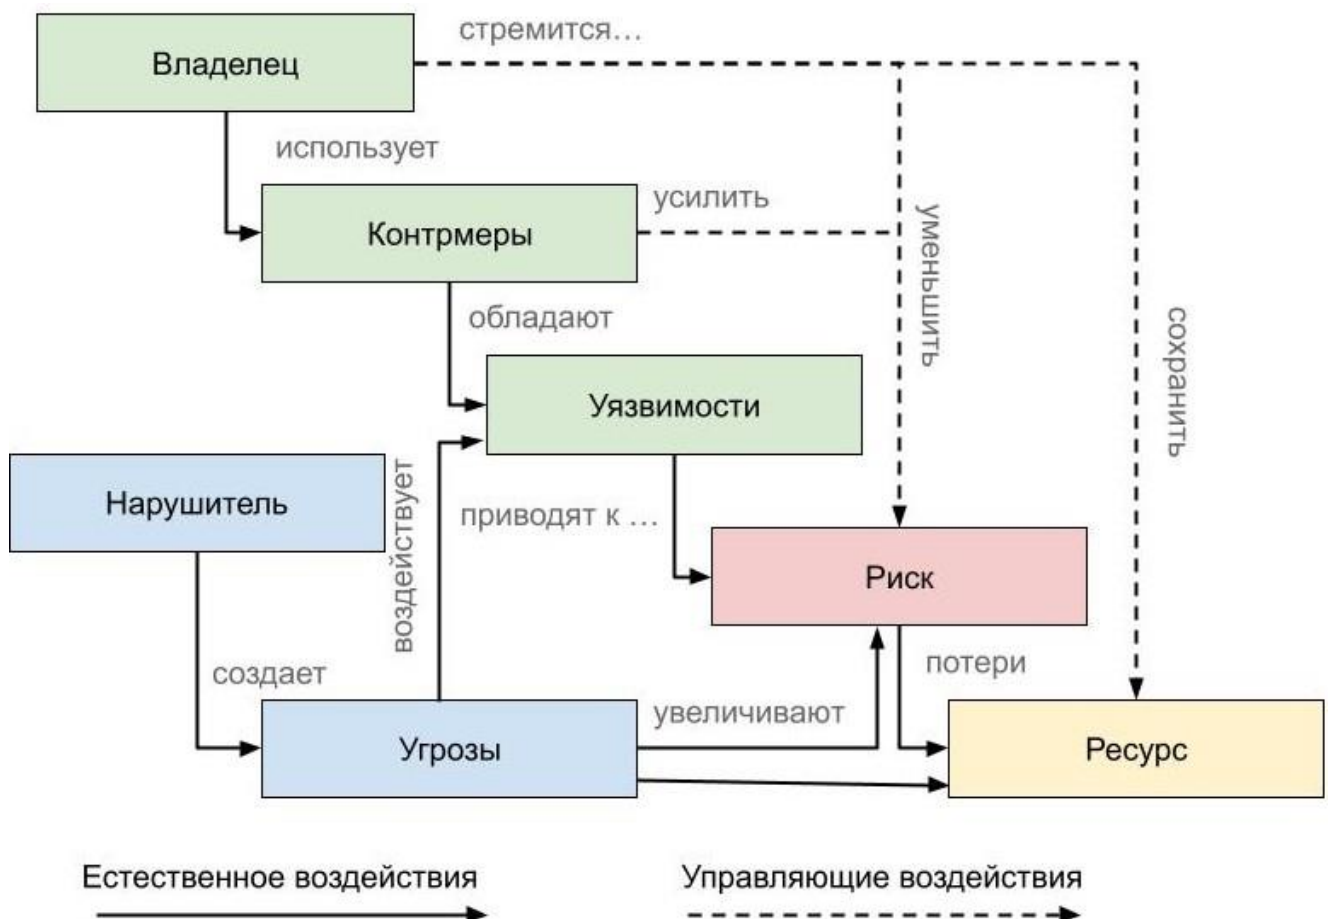 стремится…
Владелец
использует
усилить
Контрмеры
уменьшить
обладают
сохранить
Уязвимости
Нарушитель
воздействует
приводят к …
Риск
создает
потери
увеличивают
Угрозы
Ресурс
Естественное воздействия
Управляющие воздействия